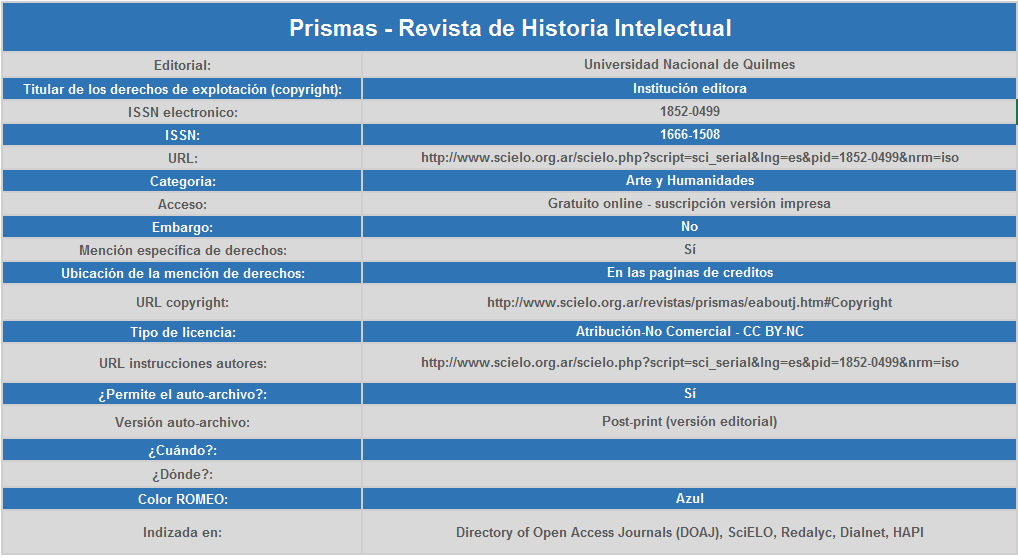 Prismas - Revista de Historia Intelectual
Editorial: Universidad Nacional de Quilmes
Titular de los derechos de explotación (copyright): Institución editora
ISSN electronico: 1852-0499
ISSN: 1666-1508
URL: http://www.scielo.org.ar/scielo.php?script=sci_serial&lng=es&pid=1852-0499&nrm=iso
Categoria: Arte y Humanidades
Acceso: Gratuito online - suscripción versión impresa
Embargo: No
Mención específica de derechos: Sí
Ubicación de la mención de derechos: En las paginas de creditos
URL copyright: http://www.scielo.org.ar/revistas/prismas/eaboutj.htm#Copyright
Tipo de licencia: Atribución-No Comercial - CC BY-NC
URL instrucciones autores: http://www.scielo.org.ar/scielo.php?script=sci_serial&lng=es&pid=1852-0499&nrm=iso
¿Permite el auto-archivo?: Sí
Versión auto-archivo: Post-print (versión editorial)
¿Cuándo?:
¿Dónde?:
Color ROMEO: Azul
Indizada en: Directory of Open Access Journals (DOAJ), SciELO, Redalyc, Dialnet, HAPI